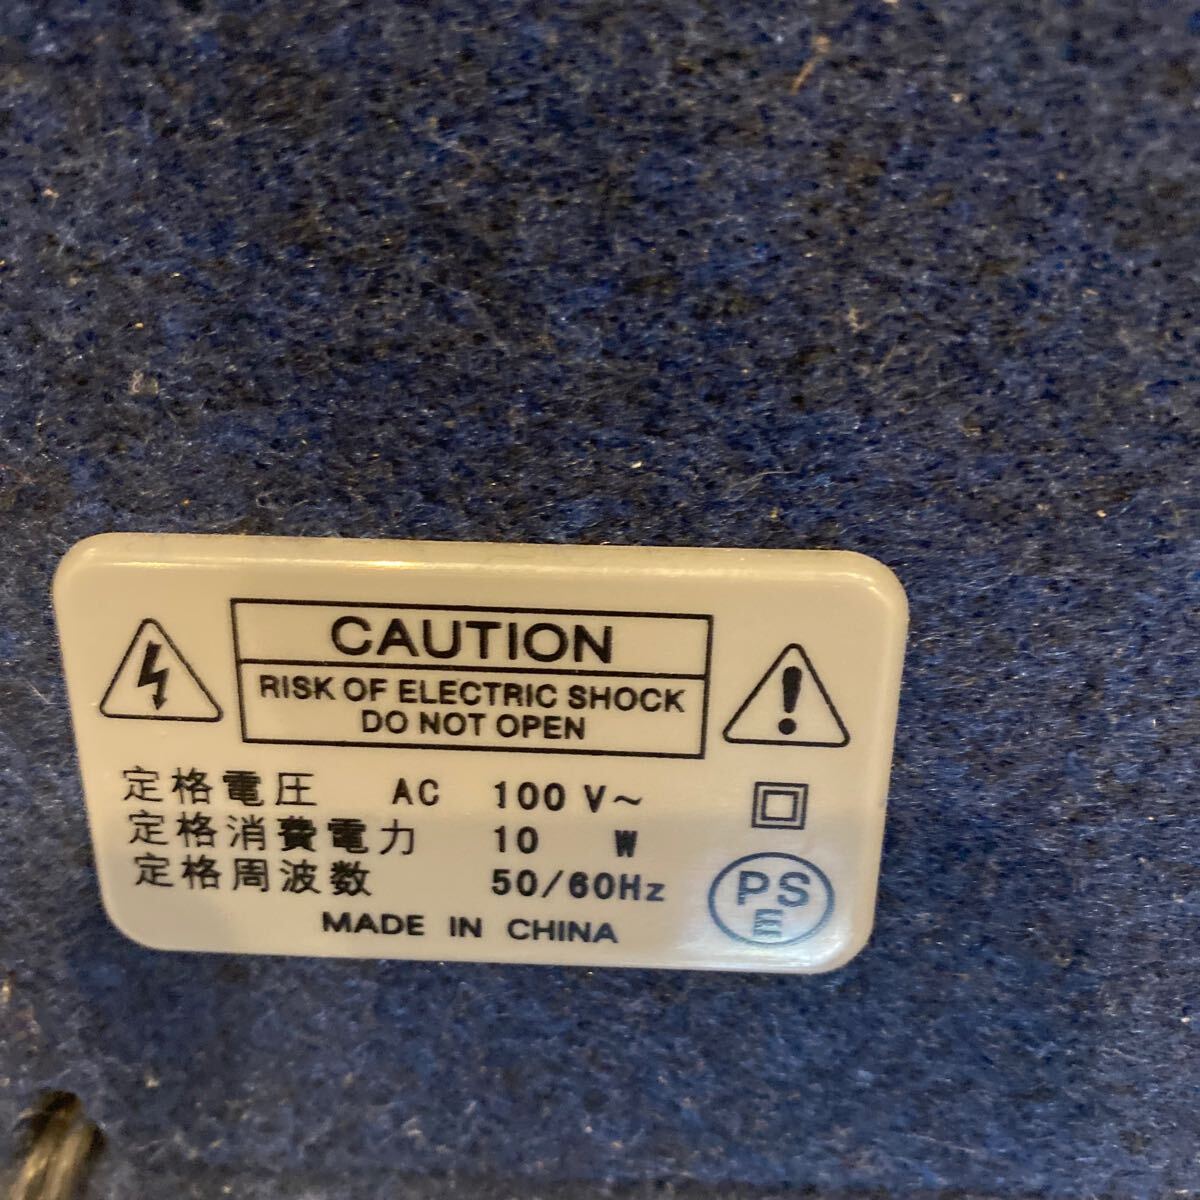 CAUTION
RISK OF ELECTRIC SHOCK
DO NOT OPEN
定格電圧 AC 100 V~
定格消費電力 10 W
定格周波数 50/60Hz
MADE IN CHINA
PS
E